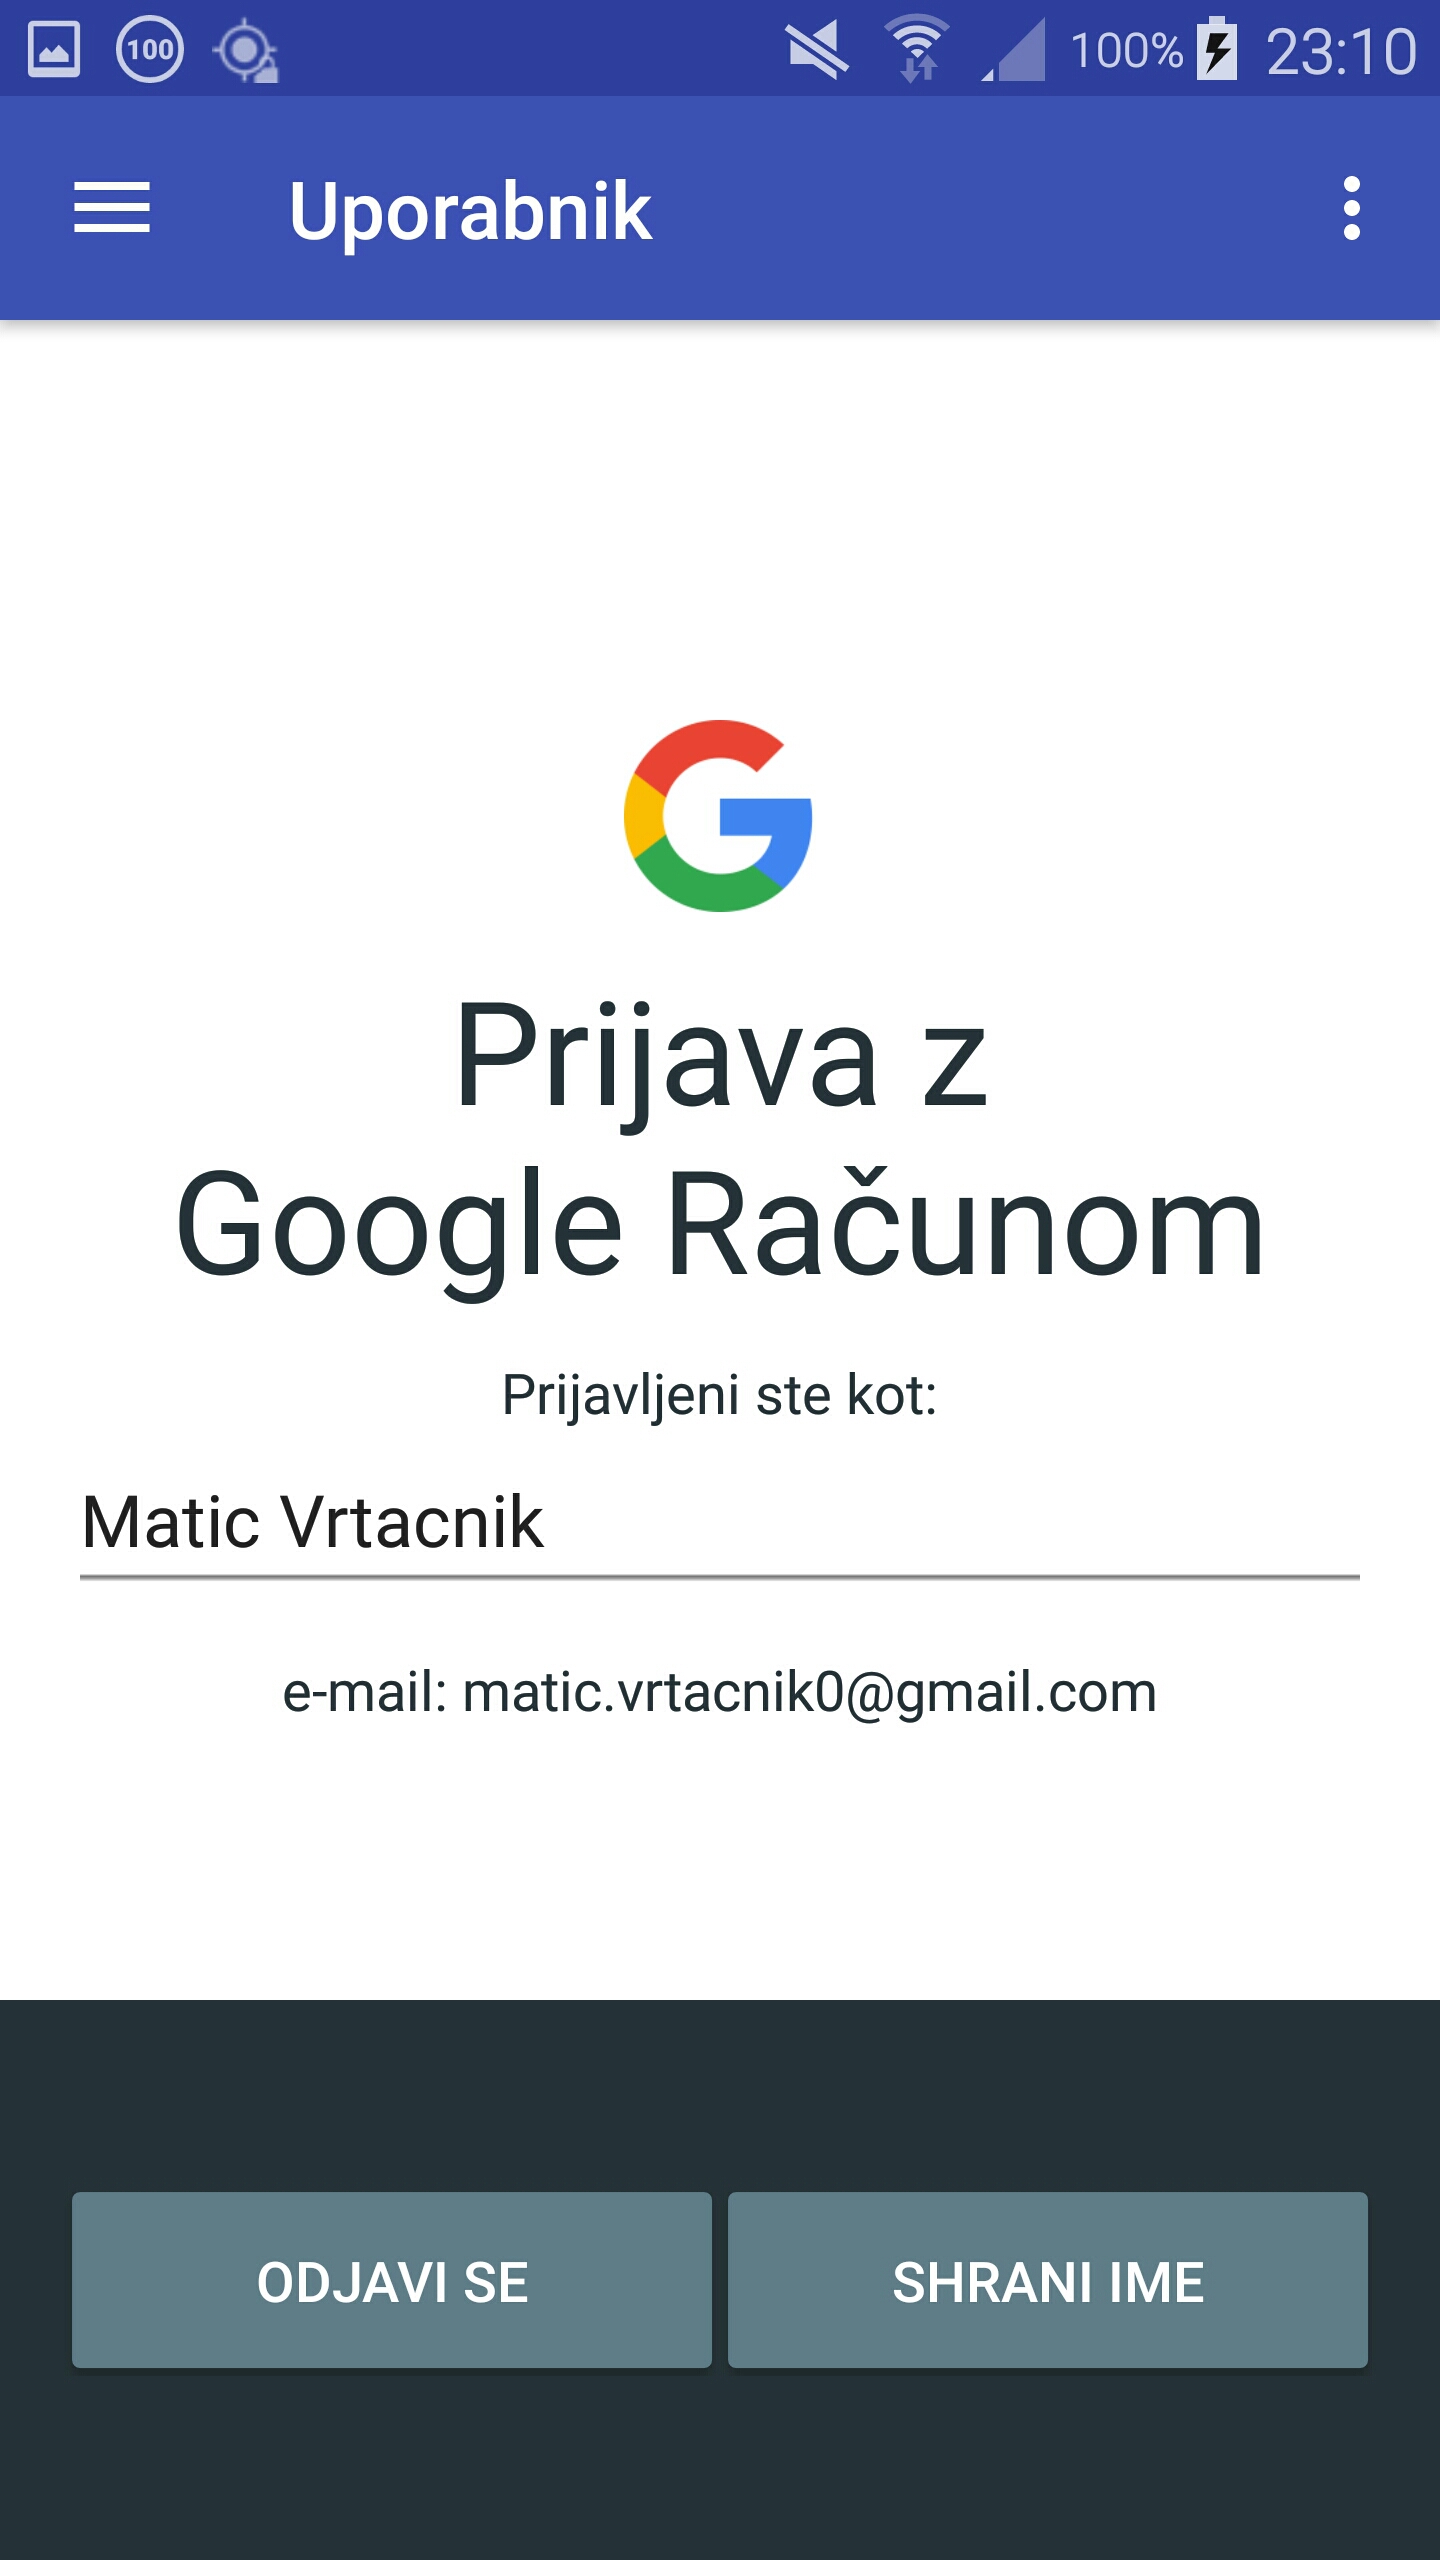 100 100% 23:10
Uporabnik
Prijava z
Google Računom
Prijavljeni ste kot:
Matic Vrtacnik
e-mail: matic.vrtacnik0@gmail.com
ODJAVI SE SHRANI IME